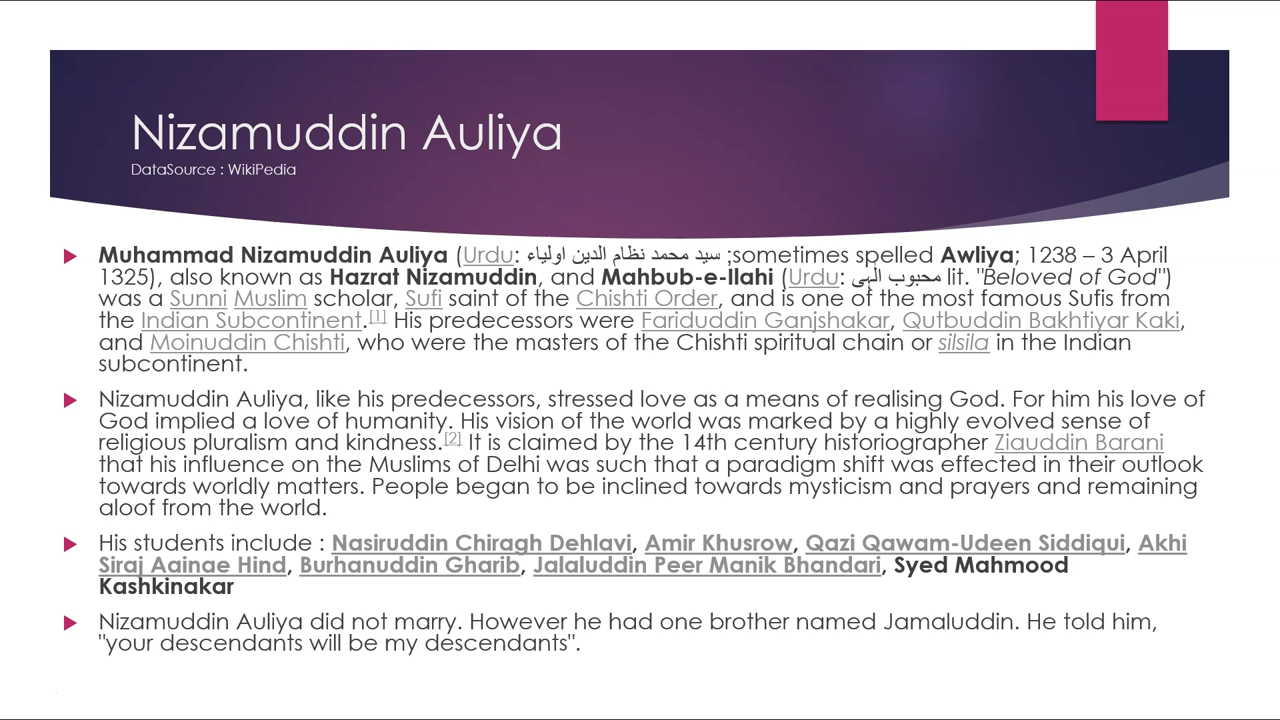 Nizamuddin Auliya
DataSource : WikiPedia
Muhammad Nizamuddin Auliya (Urdu: سید محمد نظام الدین اولیاء ;sometimes spelled Awliya; 1238 – 3 April
1325), also known as Hazrat Nizamuddin, and Mahbub-e-Ilahi (Urdu: محبوب الٰہی lit. "Beloved of God")
was a Sunni Muslim scholar, Sufi saint of the Chishti Order, and is one of the most famous Sufis from
the Indian Subcontinent.[1] His predecessors were Fariduddin Ganjshakar, Qutbuddin Bakhtiyar Kaki,
and Moinuddin Chishti, who were the masters of the Chishti spiritual chain or silsila in the Indian
subcontinent.
Nizamuddin Auliya, like his predecessors, stressed love as a means of realising God. For him his love of
God implied a love of humanity. His vision of the world was marked by a highly evolved sense of
religious pluralism and kindness.[2] It is claimed by the 14th century historiographer Ziauddin Barani
that his influence on the Muslims of Delhi was such that a paradigm shift was effected in their outlook
towards worldly matters. People began to be inclined towards mysticism and prayers and remaining
aloof from the world.
His students include : Nasiruddin Chiragh Dehlavi, Amir Khusrow, Qazi Qawam-Udeen Siddiqui, Akhi
Siraj Aainae Hind, Burhanuddin Gharib, Jalaluddin Peer Manik Bhandari, Syed Mahmood
Kashkinakar
Nizamuddin Auliya did not marry. However he had one brother named Jamaluddin. He told him,
"your descendants will be my descendants".